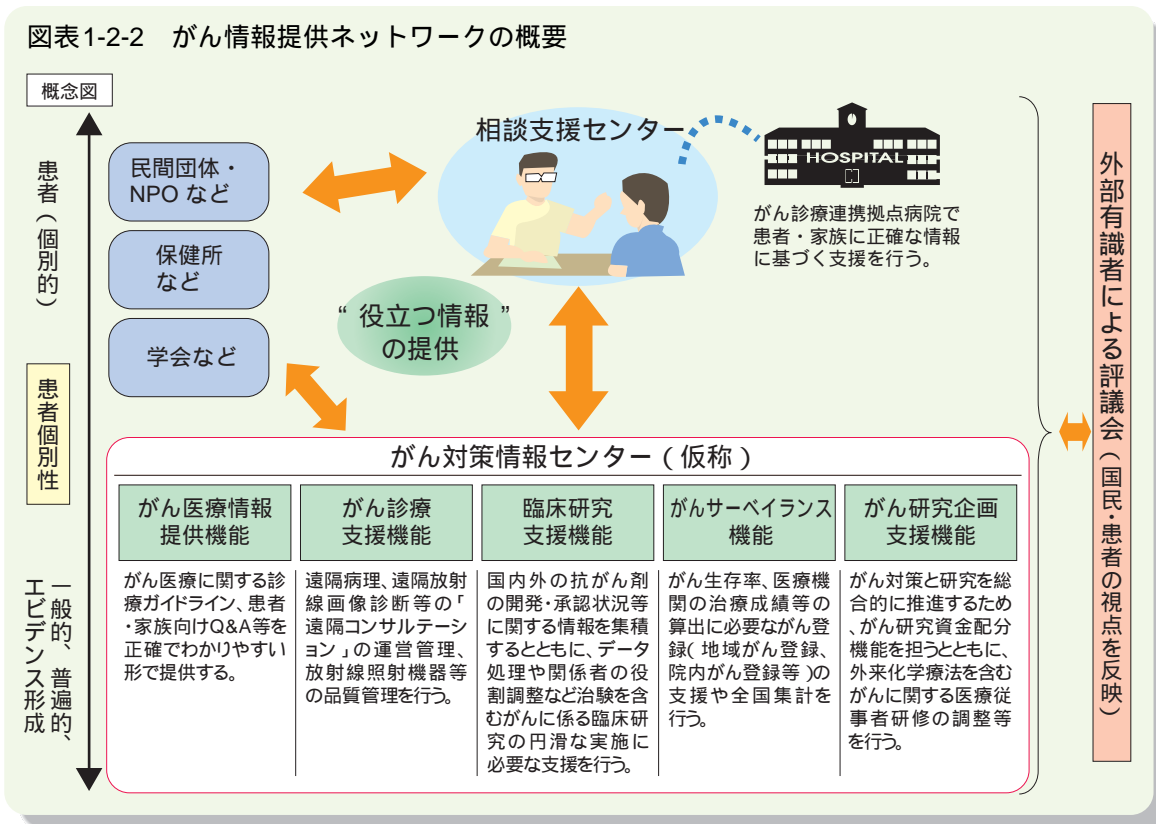 図表1-2-2 がん情報提供ネットワークの概要
概念図
患者(個別的)
患者個別性
一般的、普遍的、
エビデンス形成
民間団体・
NPO など
保健所
など
学会など
相談支援センター
HOSPITAL
がん診療連携拠点病院で
患者・家族に正確な情報
に基づく支援を行う。
“役立つ情報”
の提供
がん対策情報センター(仮称)
がん医療情報
提供機能
がん医療に関する診
療ガイドライン、患者
・家族向けQ&A等を
正確でわかりやすい
形で提供する。
がん診療
支援機能
遠隔病理、遠隔放射
線画像診断等の「
遠隔コンサルテーシ
ョン」の運営管理、
放射線照射機器等
の品質管理を行う。
臨床研究
支援機能
国内外の抗がん剤
の開発・承認状況等
に関する情報を集積
するとともに、データ
処理や関係者の役
割調整など治験を含
むがんに係る臨床研
究の円滑な実施に
必要な支援を行う。
がんサーベイランス
機能
がん生存率、医療機
関の治療成績等の
算出に必要ながん登
録(地域がん登録、
院内がん登録等)の
支援や全国集計を
行う。
がん研究企画
支援機能
がん対策と研究を総
合的に推進するため
、がん研究資金配分
機能を担うとともに、
外来化学療法を含む
がんに関する医療従
事者研修の調整等
を行う。
外部有識者による評議会(国民・患者の視点を反映)